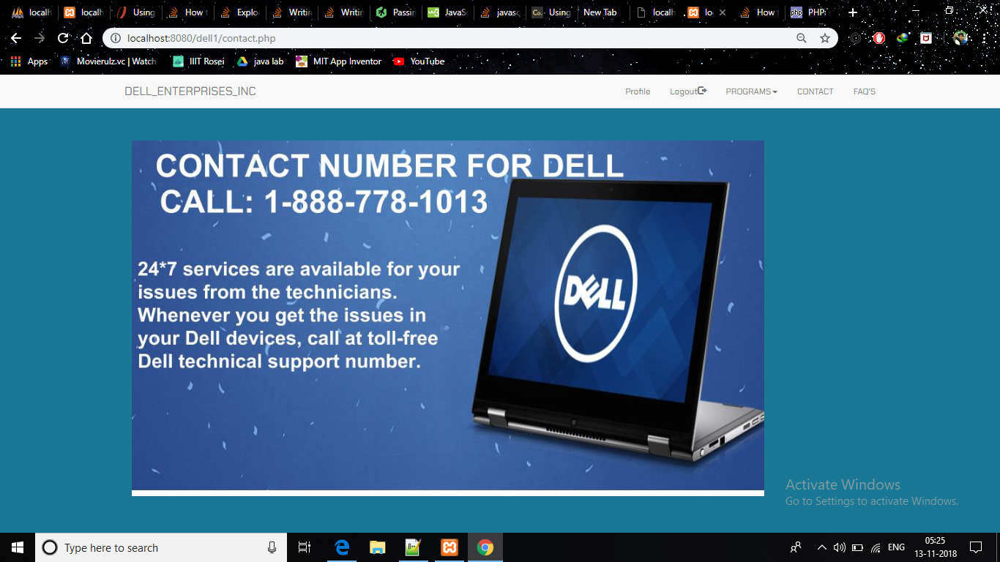 locall
locall
Using
How t
Explo
Writin
Writin
Passin
JavaSc
javasc
Using
New Tab
localh
lo
How t
PHP:
localhost:8080/dell1/contact.php
Apps
Movierulz.vc | Watch
IIIT Rosei
java lab
MIT App Inventor
YouTube
DELL_ENTERPRISES_INC
Profile
Logout
PROGRAMS
CONTACT
FAQ'S
CONTACT NUMBER FOR DELL
CALL: 1-888-778-1013
24*7 services are available for your
issues from the technicians.
Whenever you get the issues in
your Dell devices, call at toll-free
Dell technical support number.
DELL
Activate Windows
Go to Settings to activate Windows.
Type here to search
ENG
05:25
13-11-2018